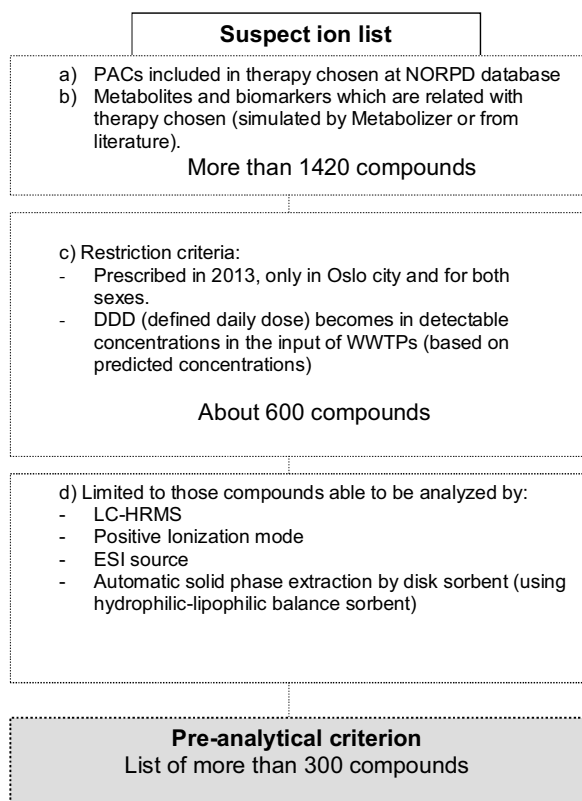 Suspect ion list
a) PACs included in therapy chosen at NORPD database
b) Metabolites and biomarkers which are related with
therapy chosen (simulated by Metabolizer or from
literature).
More than 1420 compounds
c) Restriction criteria:
- Prescribed in 2013, only in Oslo city and for both
sexes.
- DDD (defined daily dose) becomes in detectable
concentrations in the input of WWTPs (based on
predicted concentrations)
About 600 compounds
d) Limited to those compounds able to be analyzed by:
- LC-HRMS
- Positive Ionization mode
- ESI source
- Automatic solid phase extraction by disk sorbent (using
hydrophilic-lipophilic balance sorbent)
Pre-analytical criterion
List of more than 300 compounds